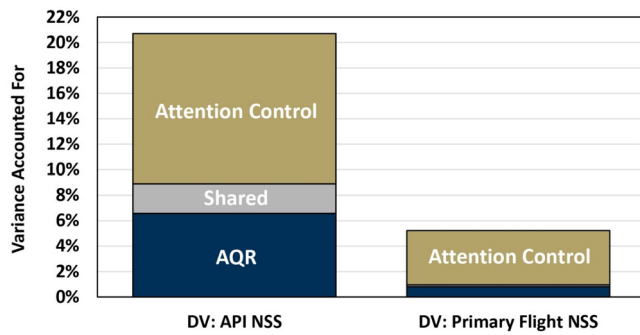 Variance Accounted For
22%
20%
18%
16%
14%
12%
10%
8%
6%
4%
2%
0%
Attention Control
Shared
AQR
Attention Control
DV: API NSS
DV: Primary Flight NSS